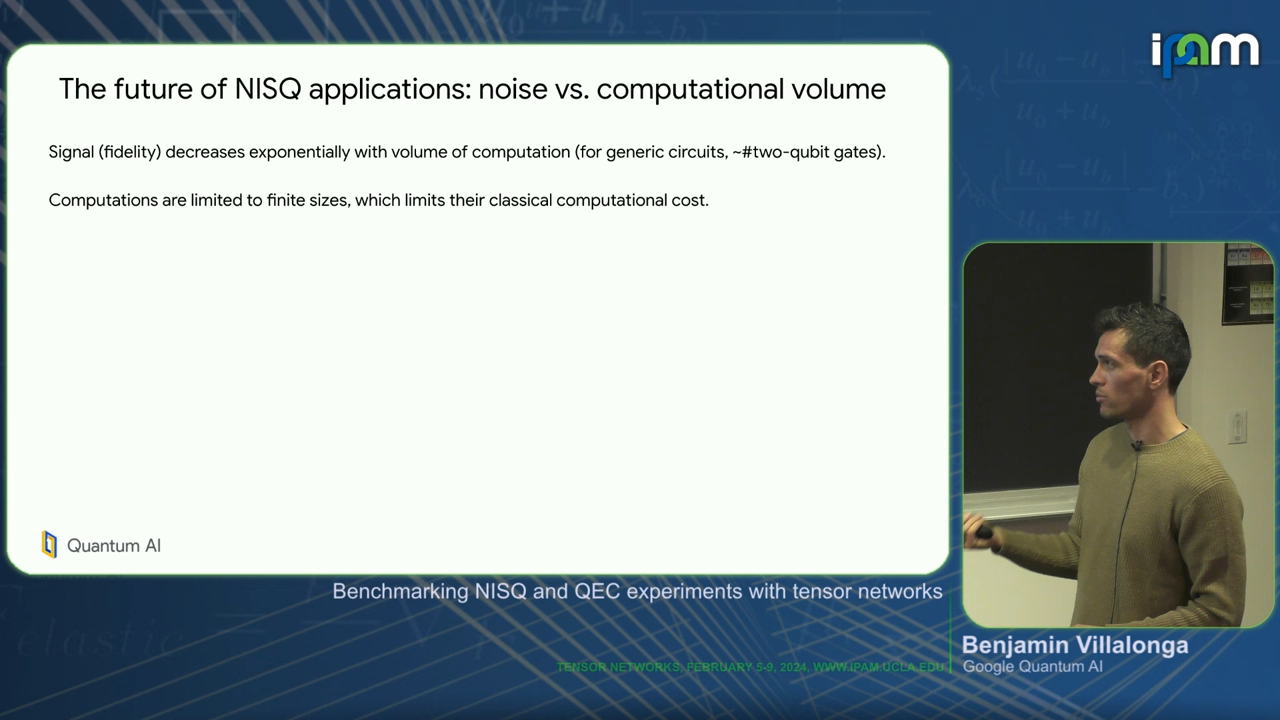 ipam
The future of NISQ applications: noise vs. computational volume
Signal (fidelity) decreases exponentially with volume of computation (for generic circuits, ~#two-qubit gates).
Computations are limited to finite sizes, which limits their classical computational cost.
Quantum AI
Benchmarking NISQ and QEC experiments with tensor networks
Benjamin Villalonga
Google Quantum AI
TENSOR NETWORKS, FEBRUARY 5-9, 2024, WWW.IPAM.UCLA.EDU
elastic